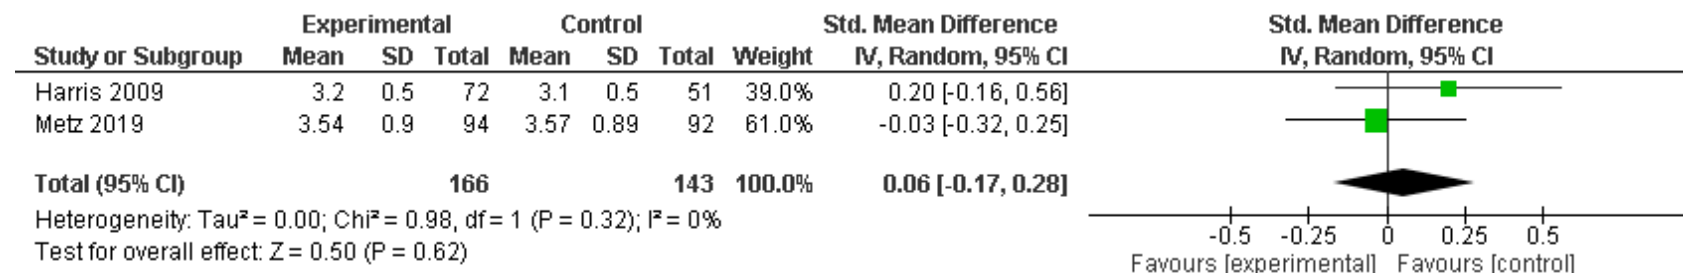 Experimental Control Std. Mean Difference Std. Mean Difference
Study or Subgroup Mean SD Total Mean SD Total Weight IV, Random, 95% CI IV, Random, 95% CI
Harris 2009 3.2 0.5 72 3.1 0.5 51 39.0% 0.20 [-0.16, 0.56]
Metz 2019 3.54 0.9 94 3.57 0.89 92 61.0% -0.03 [-0.32, 0.25]
Total (95% CI) 166 143 100.0% 0.06 [-0.17, 0.28]
Heterogeneity: Tau² = 0.00; Chi² = 0.98, df = 1 (P = 0.32); I² = 0%
Test for overall effect: Z = 0.50 (P = 0.62)
-0.5 -0.25 0 0.25 0.5
Favours [experimental] Favours [control]